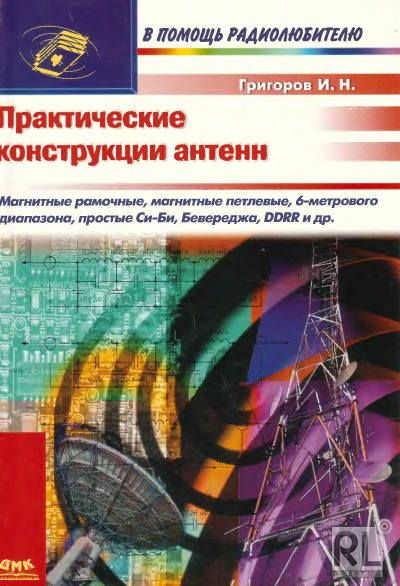 В ПОМОЩЬ РАДИОЛЮБИТЕЛЮ
Григоров И. Н.
Практические
конструкции антенн
Магнитные рамочные, магнитные петлевые, 6-метрового
диапазона, простые Си-Би, Бевереджа, DDRR и др.
ДМК
RL
®